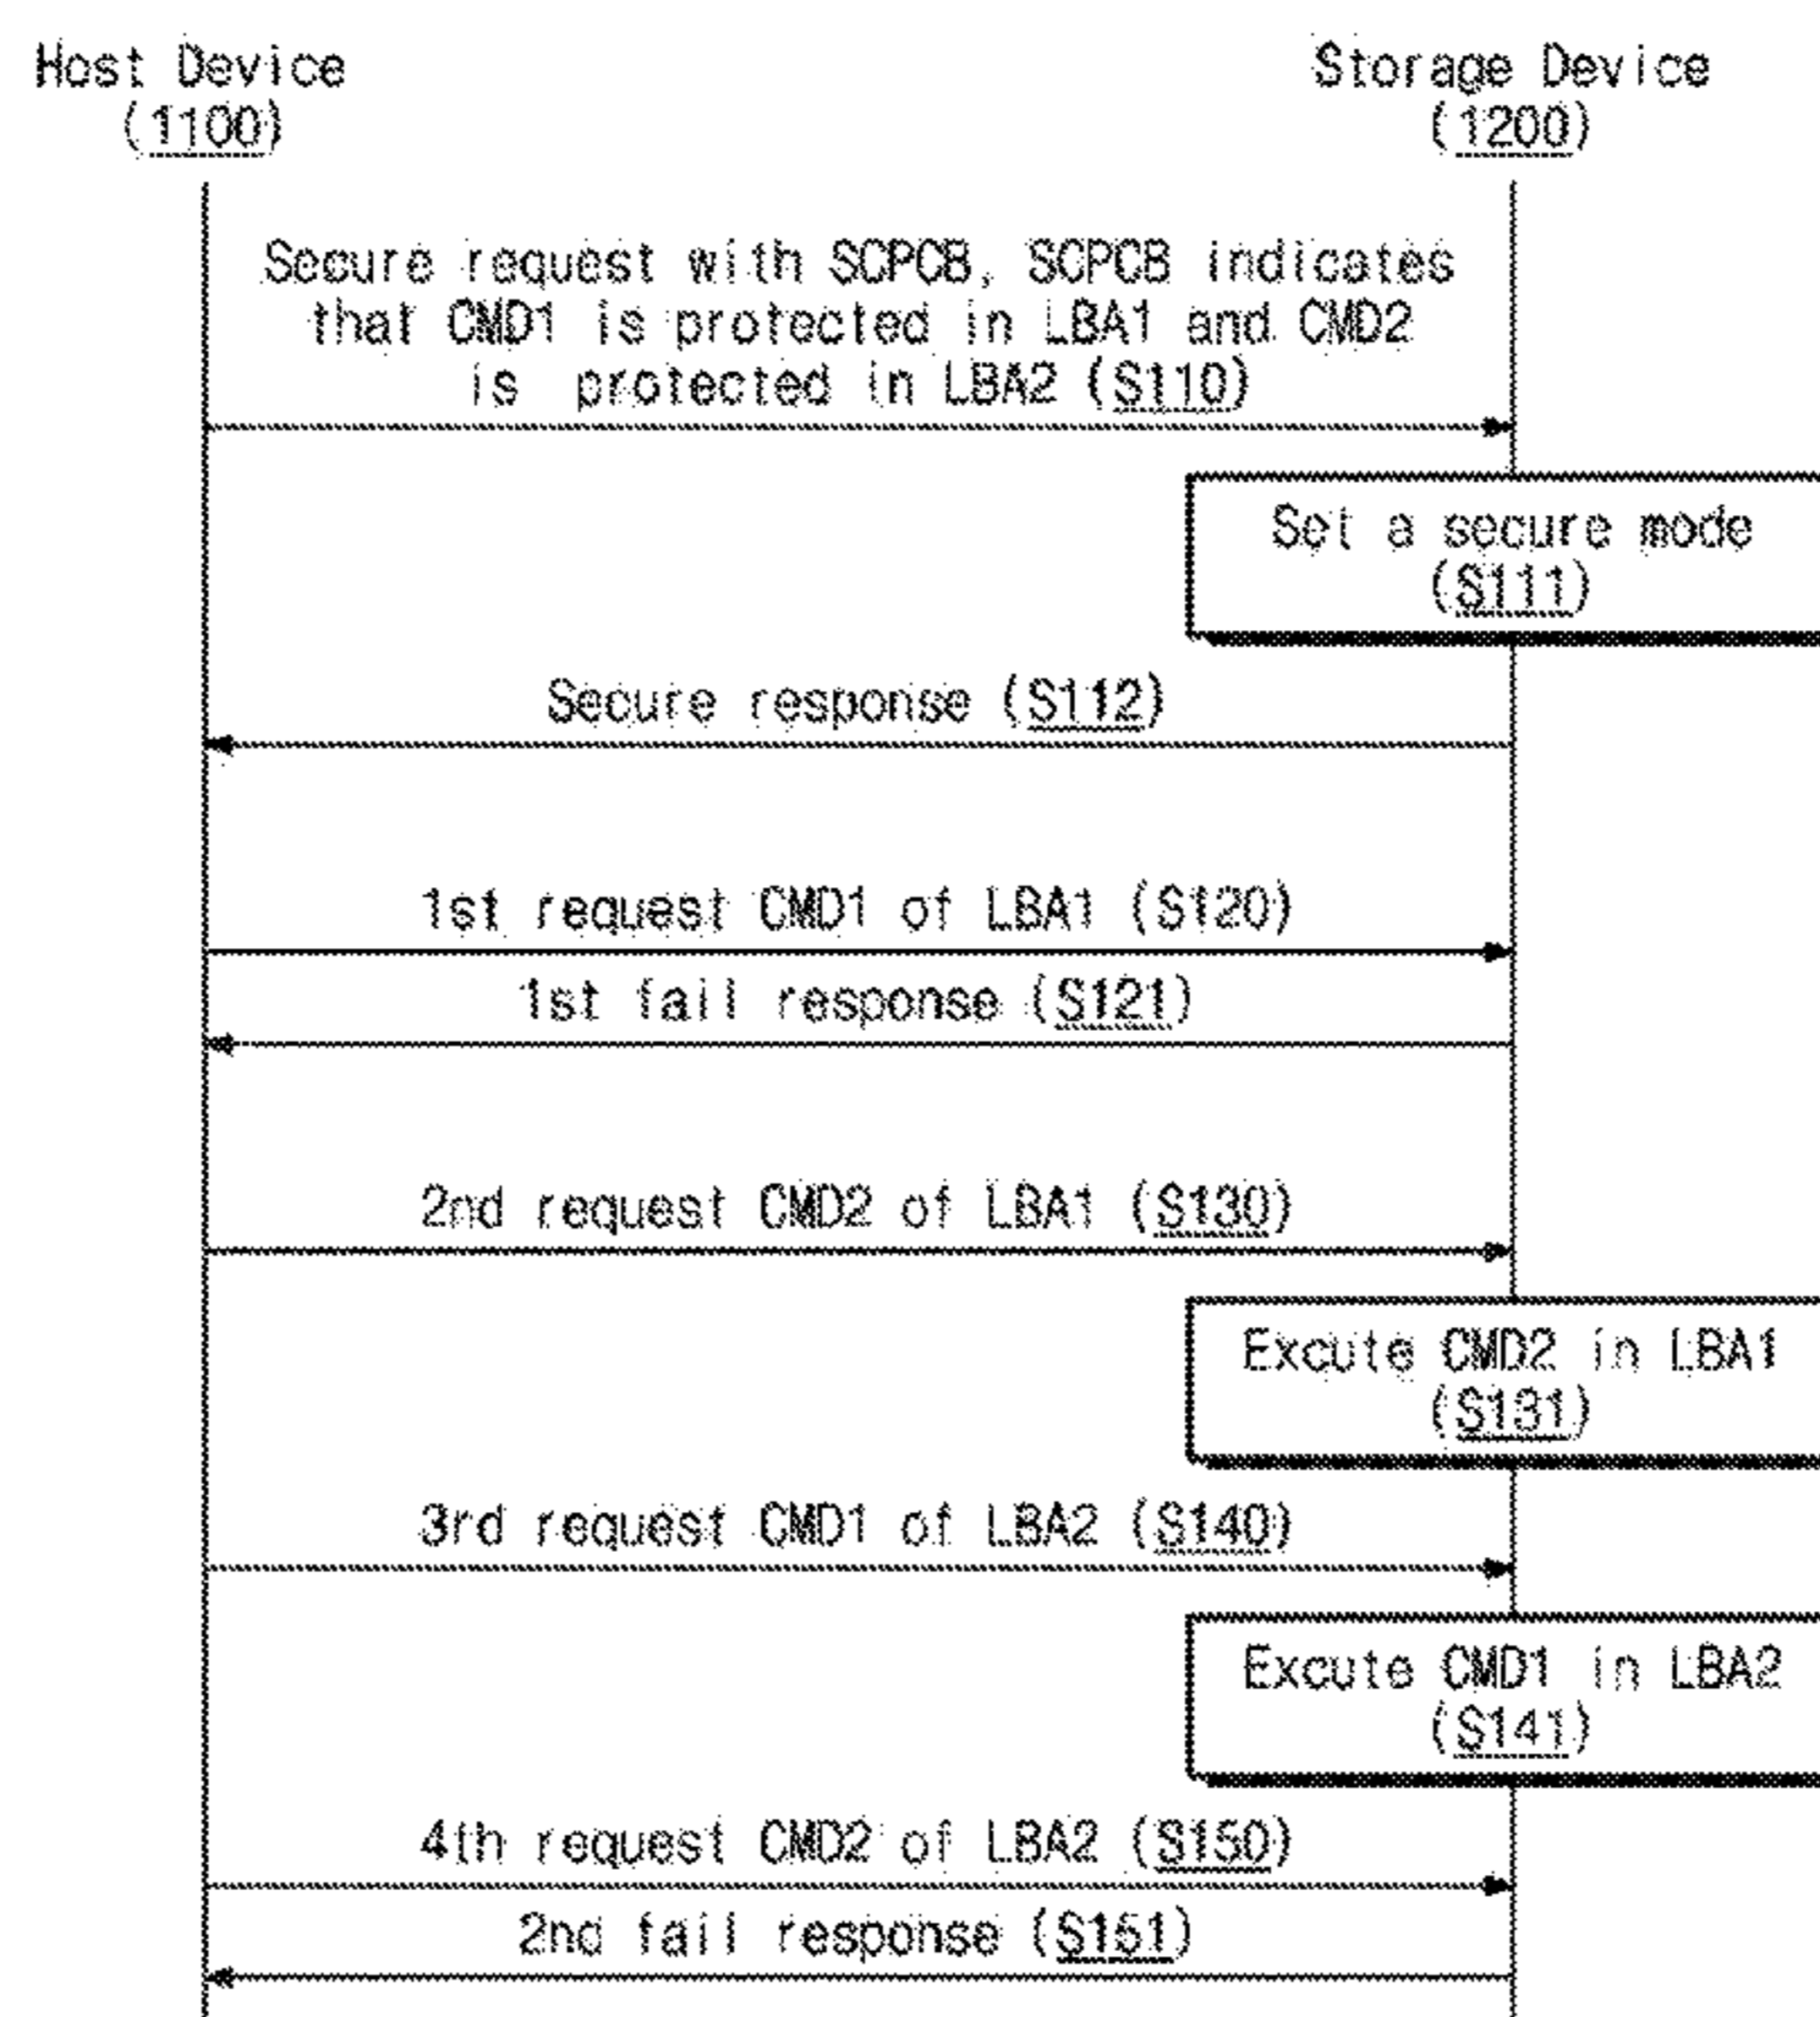 Host Device
(1100)
Storage Device
(1200)
Secure request with SCPCB, SCPCB indicates
that CMD1 is protected in LBA1 and CMD2
is protected in LBA2 (S110)
Set a secure mode
(S111)
Secure response (S112)
1st request CMD1 of LBA1 (S120)
1st fail response (S121)
2nd request CMD2 of LBA1 (S130)
Excute CMD2 in LBA1
(S131)
3rd request CMD1 of LBA2 (S140)
Excute CMD1 in LBA2
(S141)
4th request CMD2 of LBA2 (S150)
2nd fail response (S151)